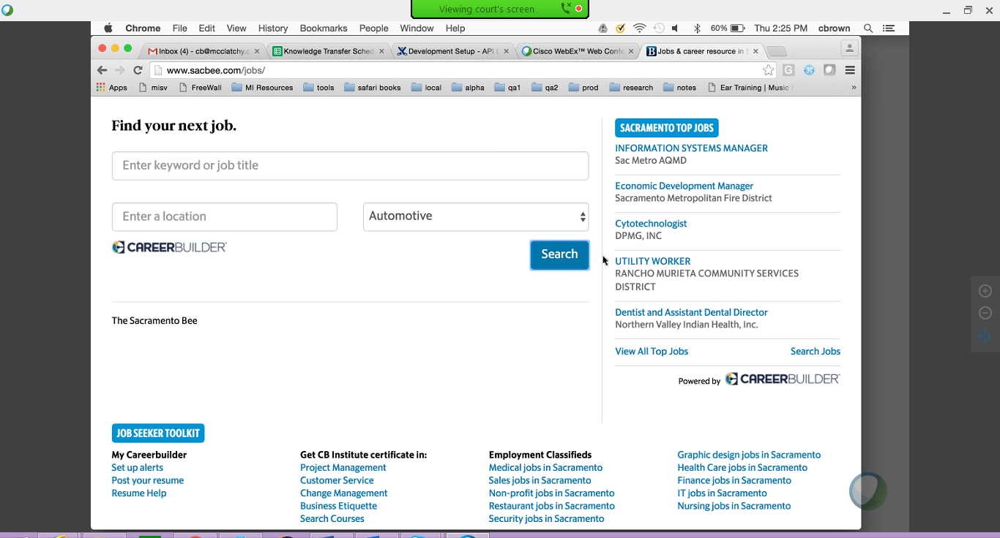 Viewing court's screen
Chrome File Edit View History Bookmarks People Window Help 60% Thu 2:25 PM cbrown
Inbox (4) - cb@mcclatchy. Knowledge Transfer Sched Development Setup - API Cisco WebEx™ Web Confe Jobs & career resource in S
www.sacbee.com/jobs/
Apps misv FreeWall MI Resources tools safari books local alpha qa1 qa2 prod research notes Ear Training | Music »
Find your next job.
Enter keyword or job title
Enter a location
Automotive
CAREERBUILDER
Search
The Sacramento Bee
SACRAMENTO TOP JOBS
INFORMATION SYSTEMS MANAGER
Sac Metro AQMD
Economic Development Manager
Sacramento Metropolitan Fire District
Cytotechnologist
DPMG, INC
UTILITY WORKER
RANCHO MURIETA COMMUNITY SERVICES
DISTRICT
Dentist and Assistant Dental Director
Northern Valley Indian Health, Inc.
View All Top Jobs Search Jobs
Powered by CAREERBUILDER
JOB SEEKER TOOLKIT
My Careerbuilder
Set up alerts
Post your resume
Resume Help
Get CB Institute certificate in:
Project Management
Customer Service
Change Management
Business Etiquette
Search Courses
Employment Classifieds
Medical jobs in Sacramento
Sales jobs in Sacramento
Non-profit jobs in Sacramento
Restaurant jobs in Sacramento
Security jobs in Sacramento
Graphic design jobs in Sacramento
Health Care jobs in Sacramento
Finance jobs in Sacramento
IT jobs in Sacramento
Nursing jobs in Sacramento